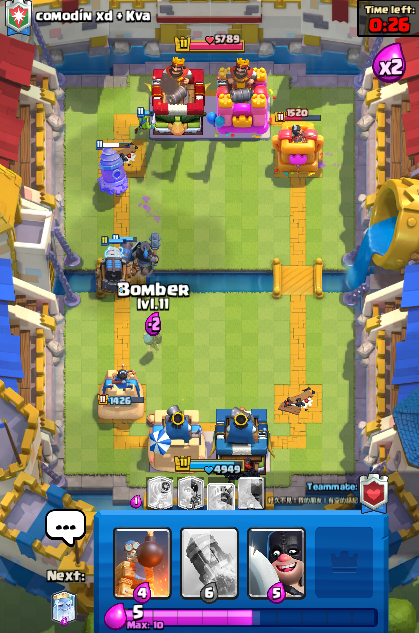 comodín xd + Kva
Time left:
0:26
x2
5789
1520
Bomber
lvl.11
-2
1426
4949
Teammate:
Next:
4
6
5
5
Max: 10